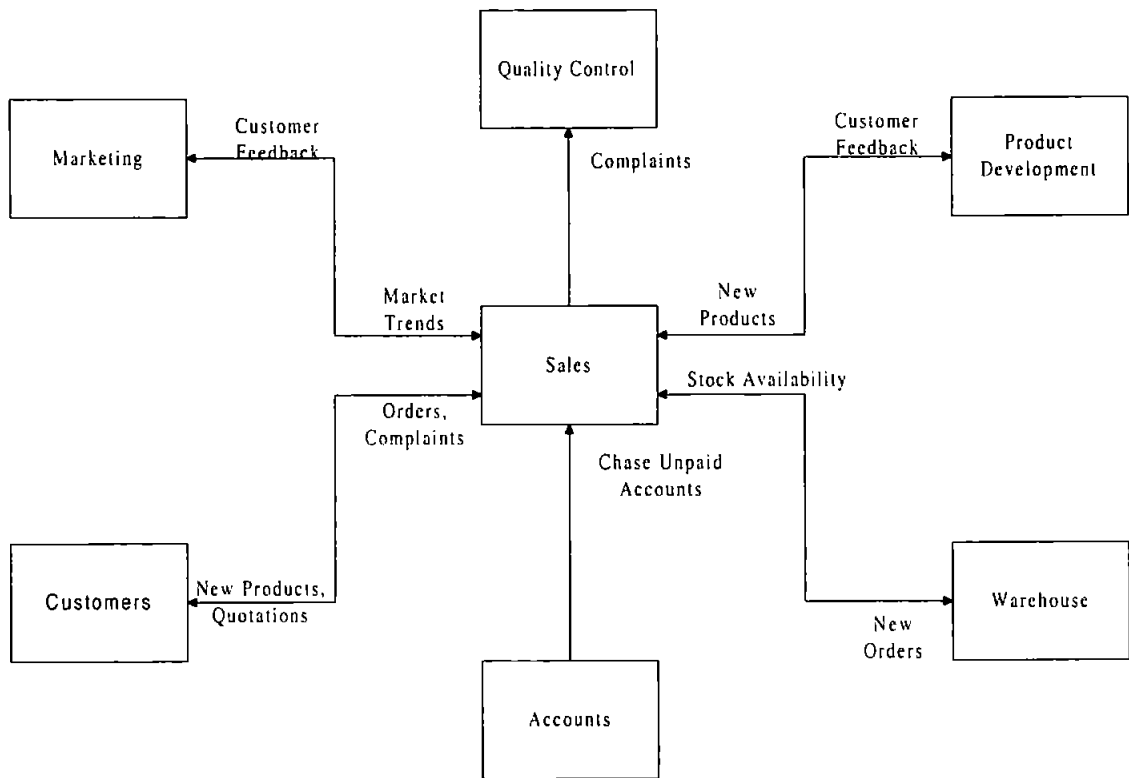 Quality Control
Marketing
Customer
Feedback
Complaints
Customer
Feedback
Product
Development
Market
Trends
New
Products
Sales
Stock Availability
Orders,
Complaints
Chase Unpaid
Accounts
Customers
New Products,
Quotations
Warehouse
New
Orders
Accounts